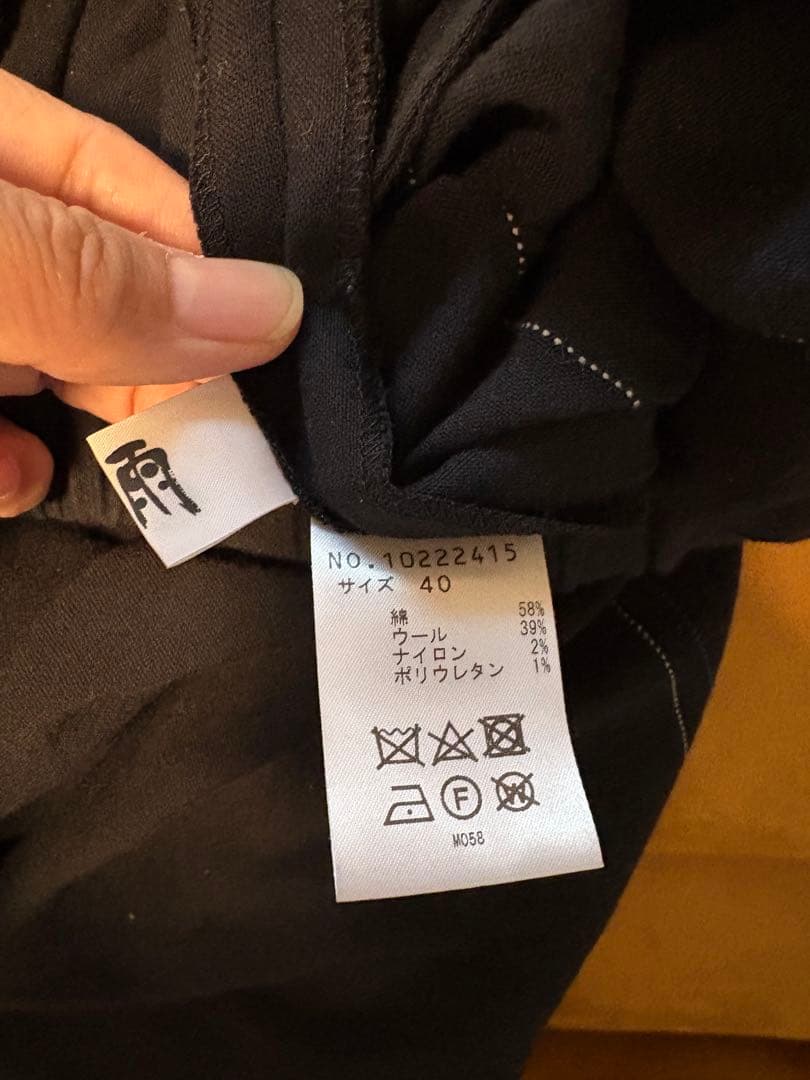 雨
NO.10222415
サイズ 40
綿 58%
ウール 39%
ナイロン 2%
ポリウレタン 1%
F
W
M058